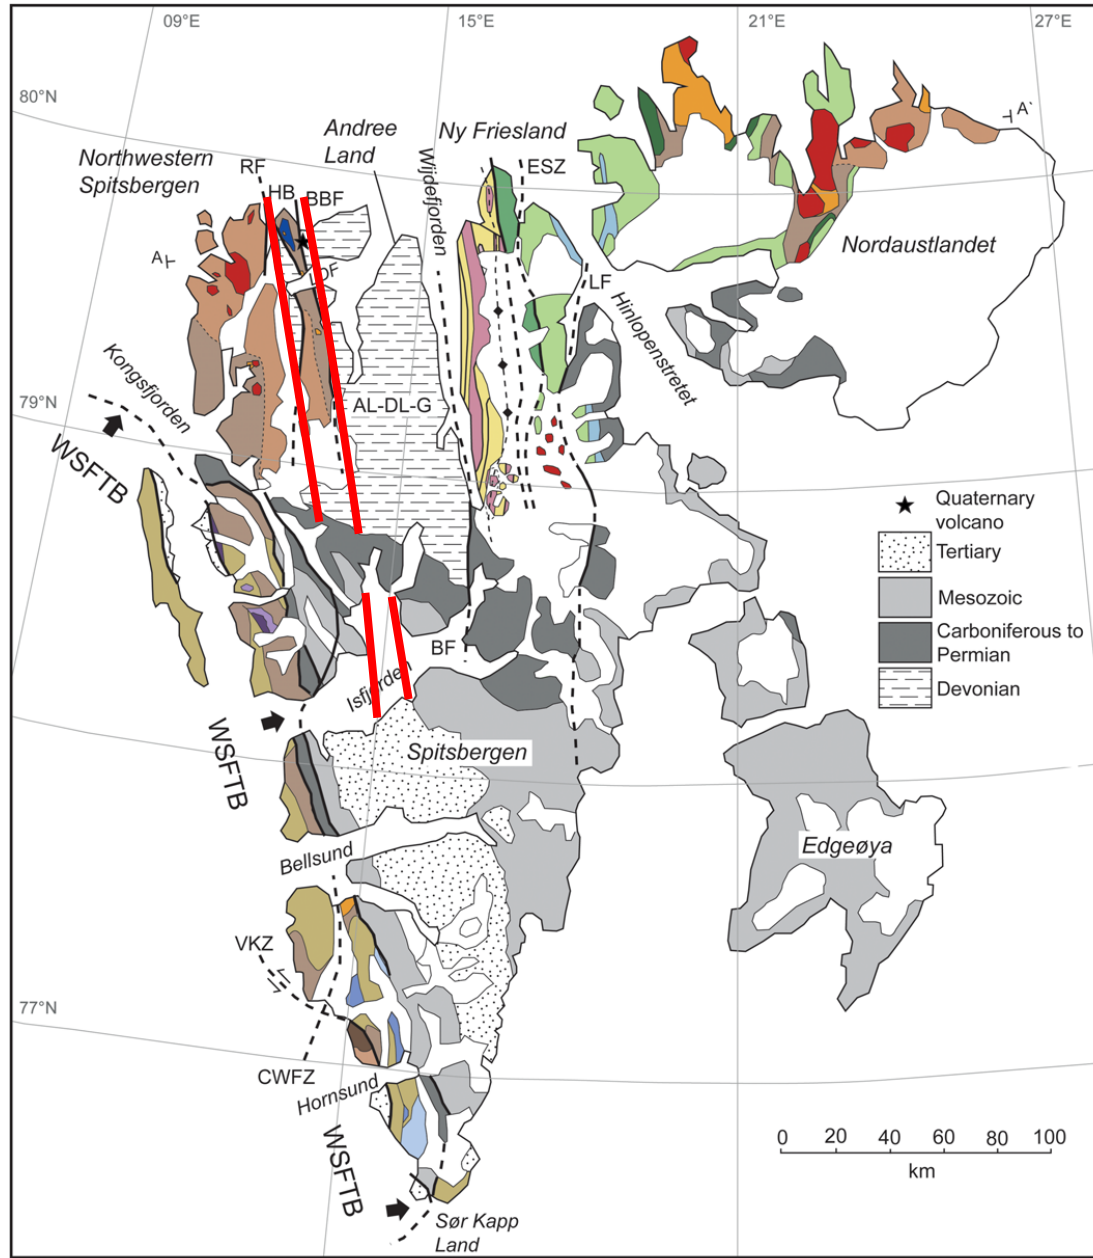 09°E
15°E
21°E
27°E
80°N
Andree
Land
Ny Friesland
A`
Northwestern
Spitsbergen
RF
HB
BBF
Wijdefjorden
ESZ
Nordaustlandet
A
LF
Hinlopenstretet
Kongsfjorden
79°N
AL-DL-G
WSFTB
Quaternary
volcano
Tertiary
Mesozoic
Carboniferous to
Permian
Devonian
BF
Isfjorden
WSFTB
Spitsbergen
Edgeøya
Bellsund
VKZ
77°N
CWFZ
Hornsund
WSFTB
0 20 40 60 80 100
km
Sør Kapp
Land